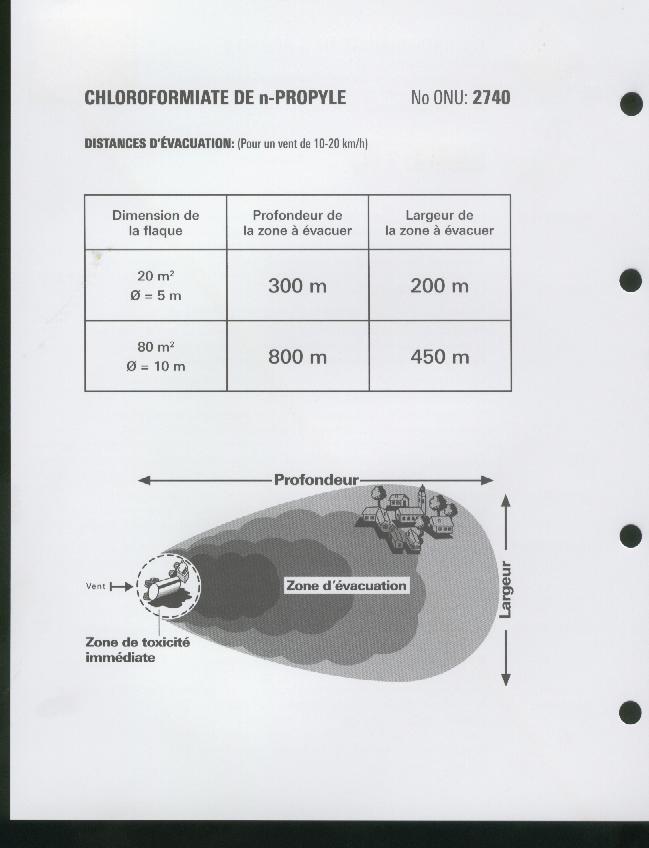 CHLOROFORMIATE DE n-PROPYLE No ONU: 2740
DISTANCES D'ÉVACUATION: (Pour un vent de 10-20 km/h)
Dimension de la flaque Profondeur de la zone à évacuer Largeur de la zone à évacuer
20 m²
Ø = 5 m
300 m
200 m
80 m²
Ø = 10 m
800 m
450 m
Profondeur
Vent
Zone d'évacuation
Largeur
Zone de toxicité
immédiate